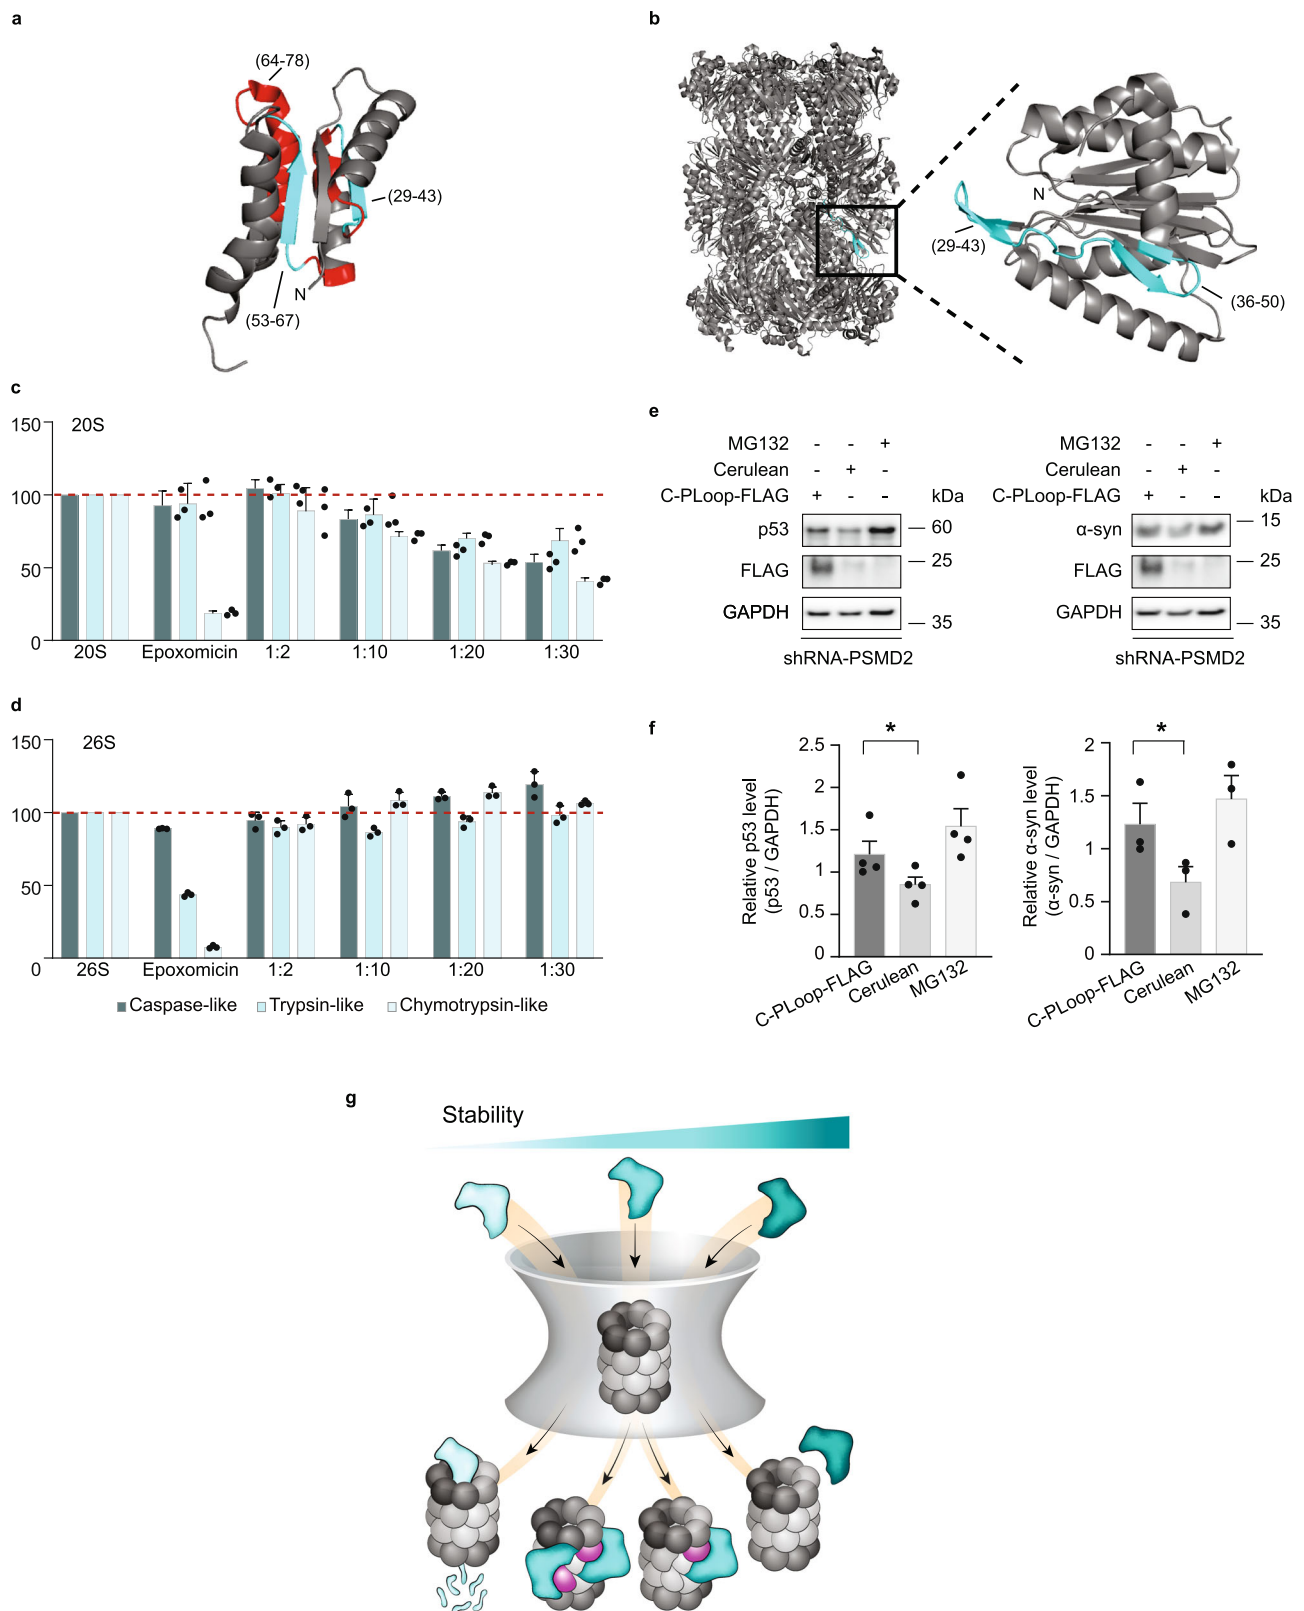 a
(64-78)
(29-43)
N
(53-67)
b
N
(29-43)
(36-50)
c
150
20S
100
50
0
20S Epoxomicin 1:2 1:10 1:20 1:30
d
150
26S
100
50
0
26S Epoxomicin 1:2 1:10 1:20 1:30
Caspase-like Trypsin-like Chymotrypsin-like
e
MG132 - - +
Cerulean - + -
C-PLoop-FLAG + - - kDa
p53 60
FLAG 25
GAPDH 35
shRNA-PSMD2
MG132 - - +
Cerulean - + -
C-PLoop-FLAG + - - kDa
α-syn 15
FLAG 25
GAPDH 35
shRNA-PSMD2
f
Relative p53 level
(p53 / GAPDH)
2.5
2
1.5
1
0.5
0
*
C-PLoop-FLAG
Cerulean
MG132
Relative α-syn level
(α-syn / GAPDH)
2
1.5
1
0.5
0
*
C-PLoop-FLAG
Cerulean
MG132
g
Stability